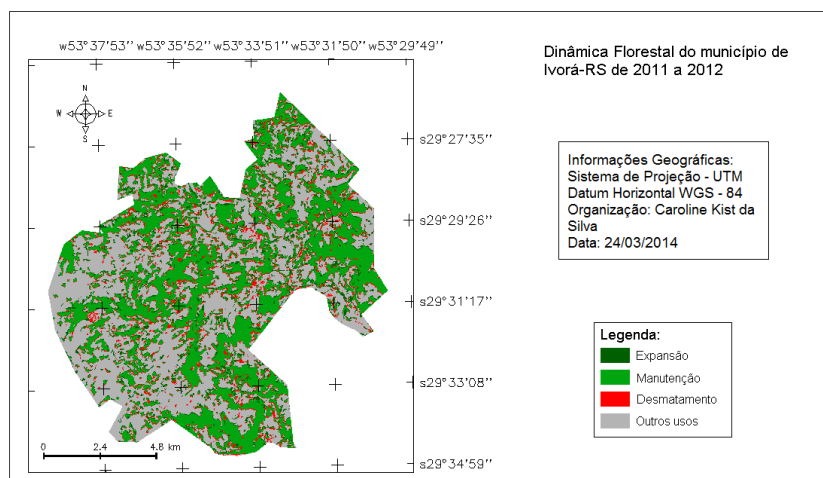 w53°37'53'' w53°35'52'' w53°33'51'' w53°31'50'' w53°29'49''
Dinâmica Florestal do município de
Ivorá-RS de 2011 a 2012
N
W E
S
s29°27'35''
s29°29'26''
s29°31'17''
s29°33'08''
s29°34'59''
Informações Geográficas:
Sistema de Projeção - UTM
Datum Horizontal WGS - 84
Organização: Caroline Kist da
Silva
Data: 24/03/2014
Legenda:
Expansão
Manutenção
Desmatamento
Outros usos
0 2.4 4.8 km